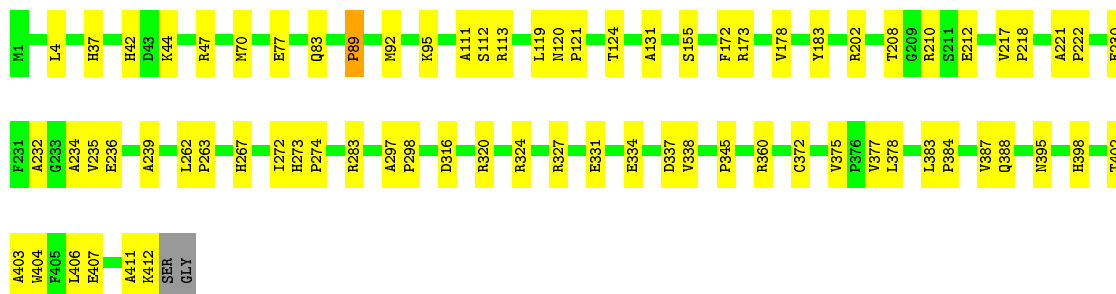 M1 L4 H37 H42 D43 K44 R47 M70 E77 Q83 P89 M92 K95 A111 S112 R113 L119 N120 P121 T124 A131 S155 F172 R173 V178 Y183 R202 T208 G209 R210 S211 E212 V217 P218 A221 P222 E230
F231 A232 G233 A234 V235 E236 A239 L262 P263 H267 I272 H273 P274 R283 A297 P298 D316 R320 R324 R327 E331 E334 D337 V338 P345 R360 C372 V375 P376 V377 L378 L383 P384 V387 Q388 N395 H398 T402
A403 W404 F405 L406 E407 A411 K412 SER GLY